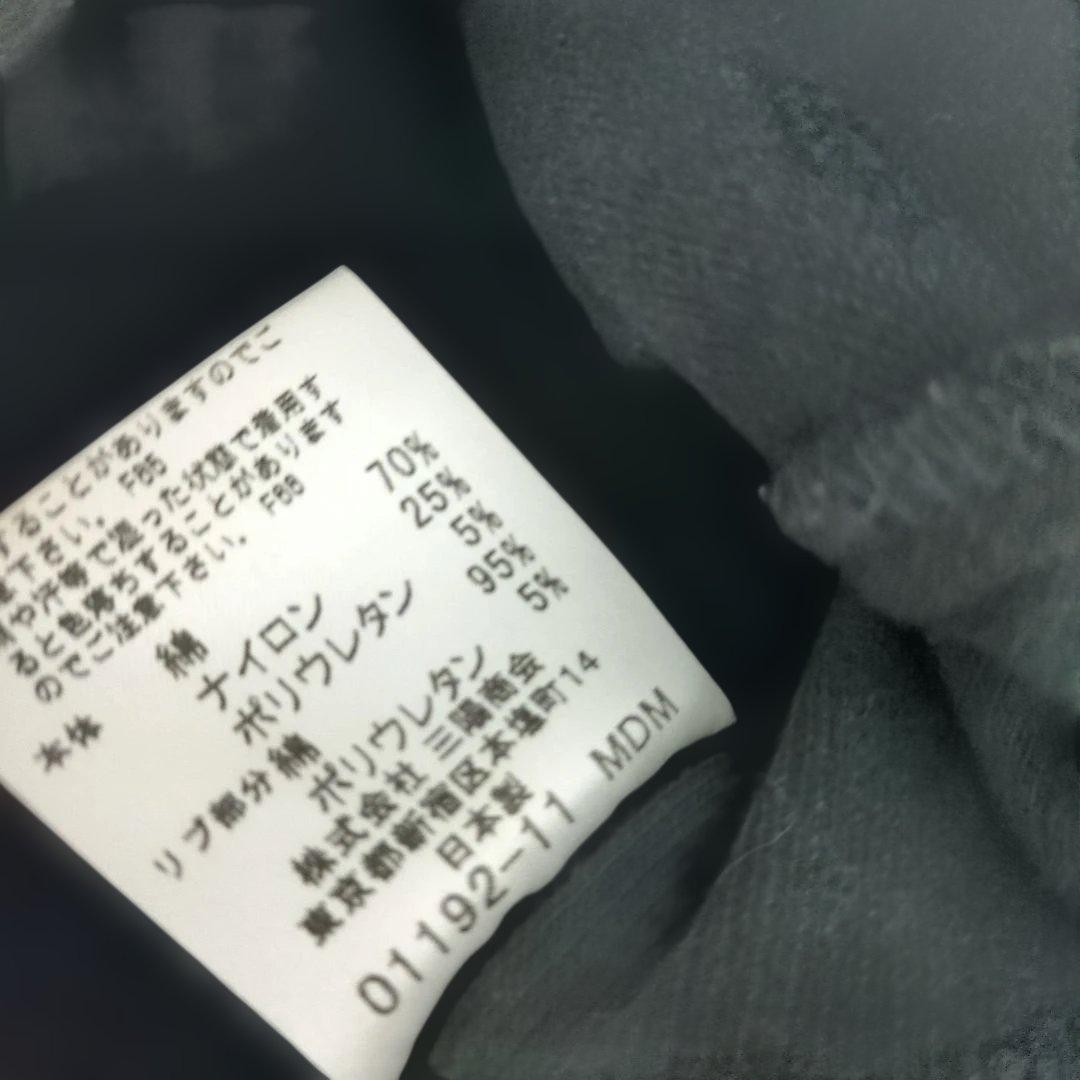 することがありますのでこ
下さい。 F85
や汗等で湿った状態で着用す
ると色落ちすることがあります
のでご注意下さい。 F88
本体 綿 70%
ナイロン 25%
ポリウレタン 5%
リブ部分 綿 95%
ポリウレタン 5%
株式会社 三陽商会
東京都新宿区本塩町14
日本製 MDM
01192-11